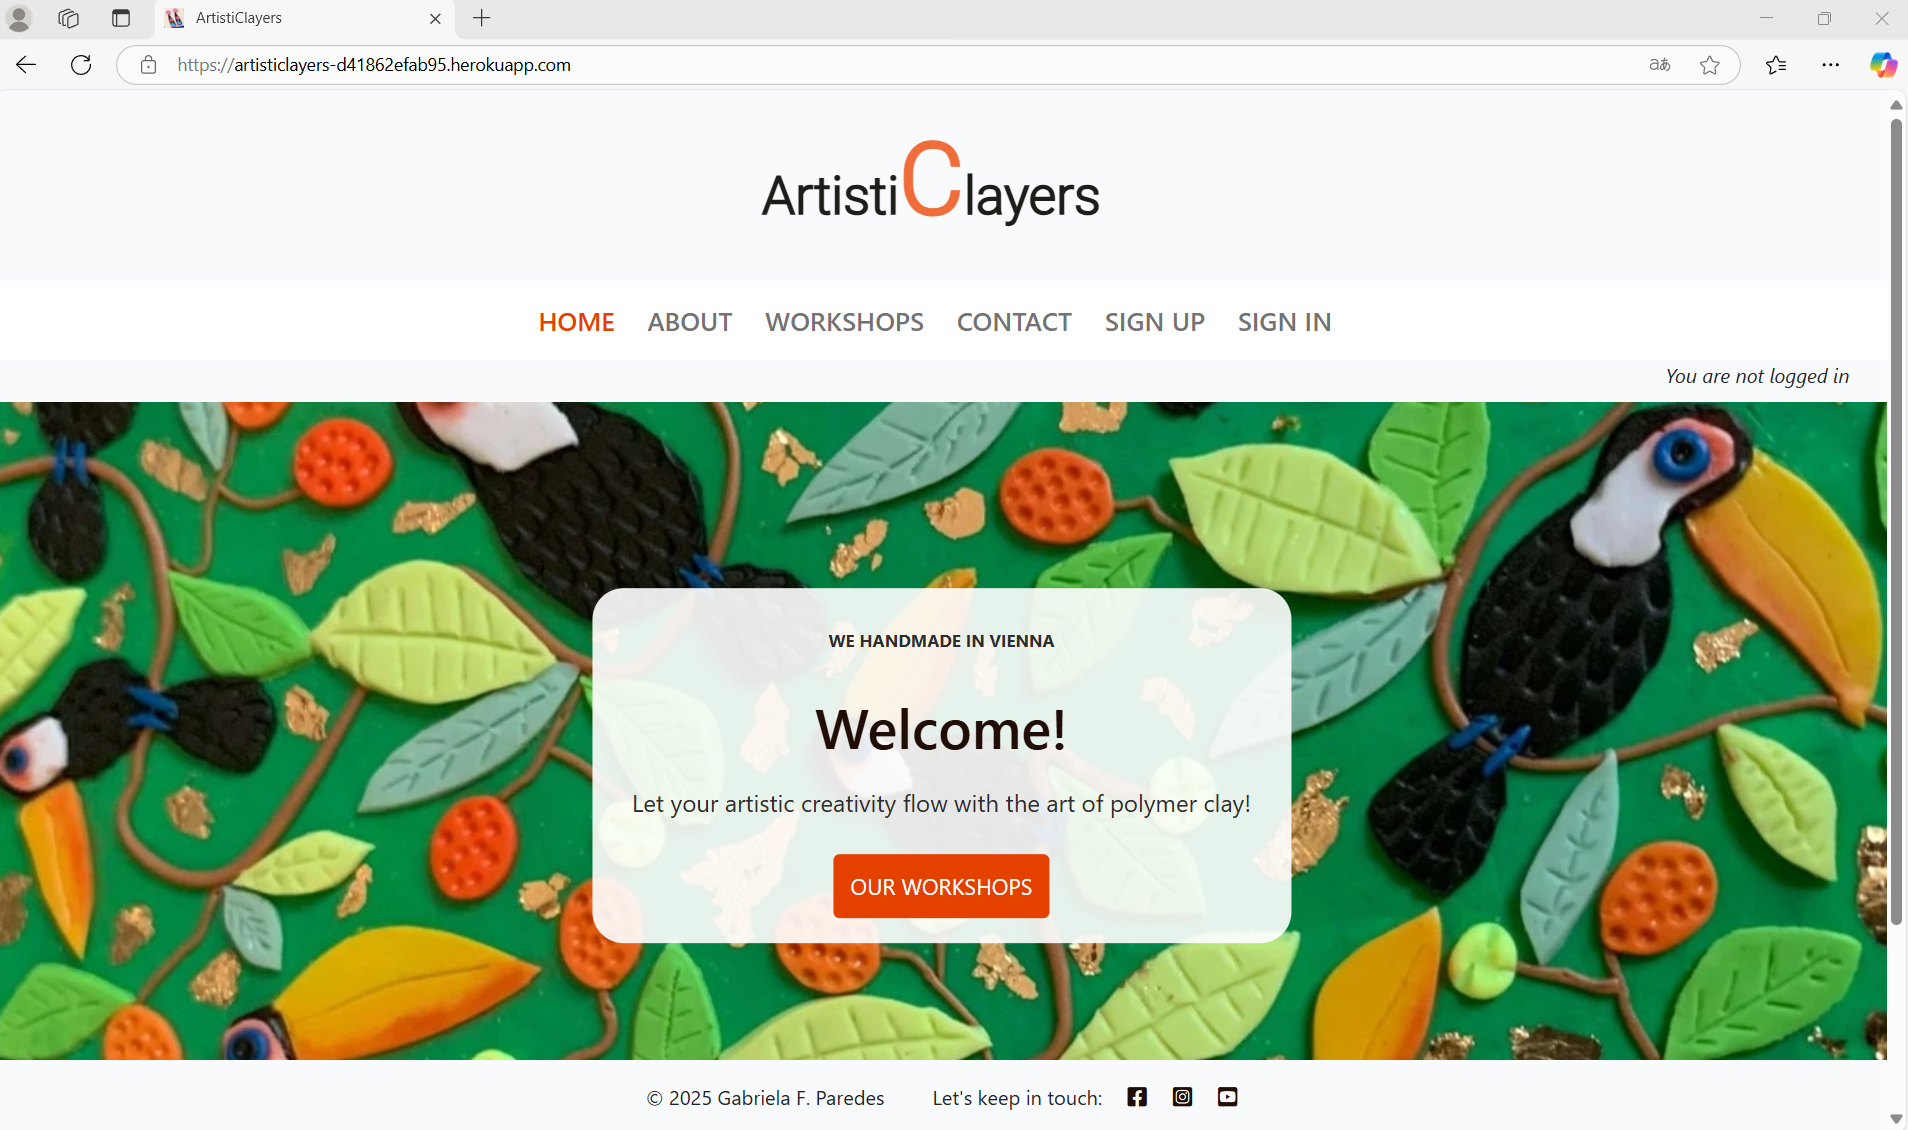 ArtistiClayers
https://artisticlayers-d41862efab95.herokuapp.com
aあ
ArtistiClayers
HOME ABOUT WORKSHOPS CONTACT SIGN UP SIGN IN
You are not logged in
WE HANDMADE IN VIENNA
Welcome!
Let your artistic creativity flow with the art of polymer clay!
OUR WORKSHOPS
© 2025 Gabriela F. Paredes Let's keep in touch: